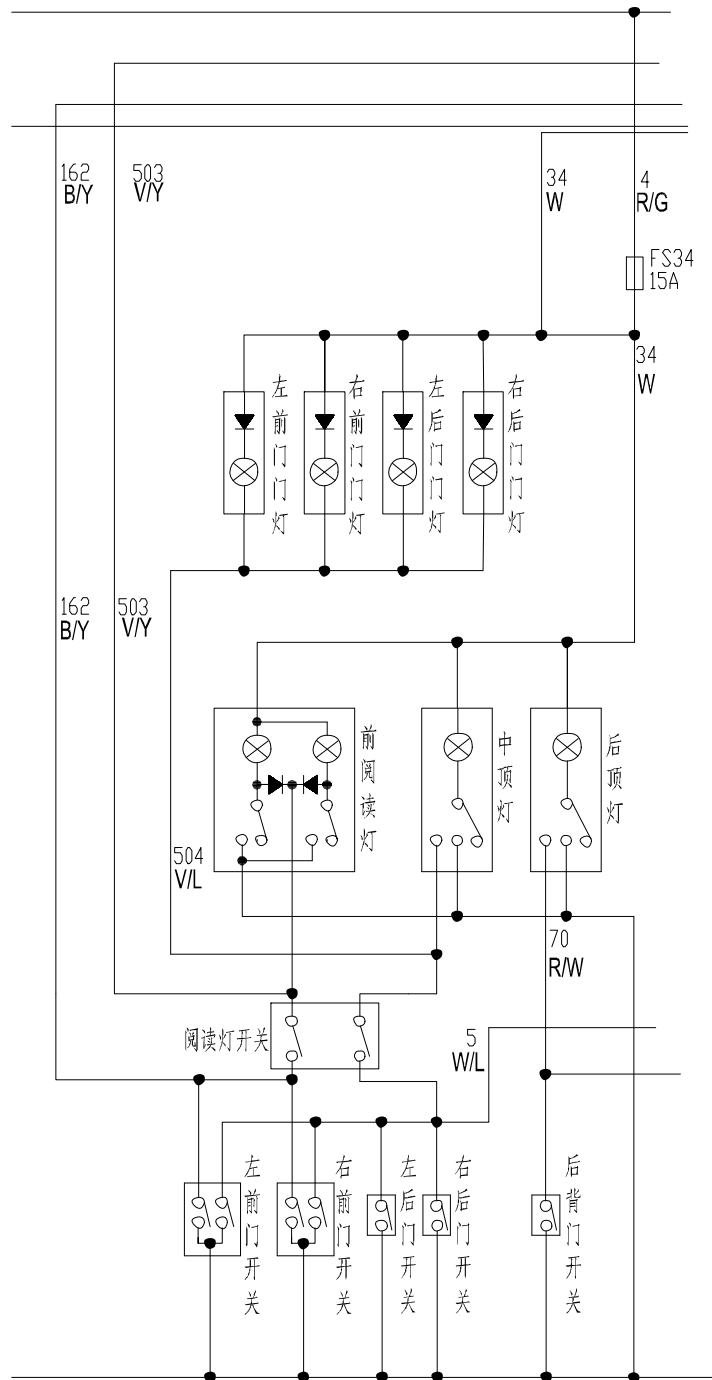 162
B/Y
503
V/Y
34
W
4
R/G
FS34
15A
34
W
左前门门灯
右前门门灯
左后门门灯
右后门门灯
162
B/Y
503
V/Y
前阅读灯
中顶灯
后顶灯
504
V/L
70
R/W
阅读灯开关
5
W/L
左前门开关
右前门开关
左后门开关
右后门开关
后背门开关